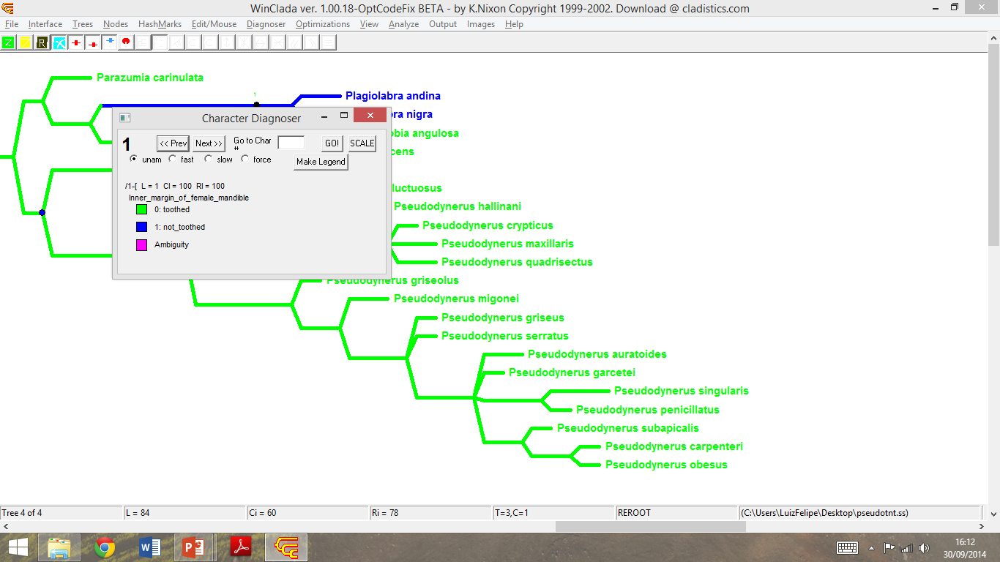 WinClada ver. 1.00.18-OptCodeFix BETA - by K.Nixon Copyright 1999-2002. Download @ cladistics.com
File Interface Trees Nodes HashMarks Edit/Mouse Diagnoser Optimizations View Analyze Output Images Help
Z R
Parazumia carinulata
1
Plagiolabra andina
ra nigra
obia angulosa
cens
luctuosus
Pseudodynerus hallinani
Pseudodynerus crypticus
Pseudodynerus maxillaris
Pseudodynerus quadrisectus
Pseudodynerus griseolus
Pseudodynerus migonei
Pseudodynerus griseus
Pseudodynerus serratus
Pseudodynerus auratoides
Pseudodynerus garcetei
Pseudodynerus singularis
Pseudodynerus penicillatus
Pseudodynerus subapicalis
Pseudodynerus carpenteri
Pseudodynerus obesus
Character Diagnoser
1 << Prev Next >> Go to Char # GO! SCALE
unam fast slow force Make Legend
/1-[ L = 1 CI = 100 RI = 100
Inner_margin_of_female_mandible
0: toothed
1: not_toothed
Ambiguity
Tree 4 of 4 L = 84 Ci = 60 Ri = 78 T=3,C=1 REROOT (C:\Users\LuizFelipe\Desktop\pseudotnt.ss)
16:12
30/09/2014